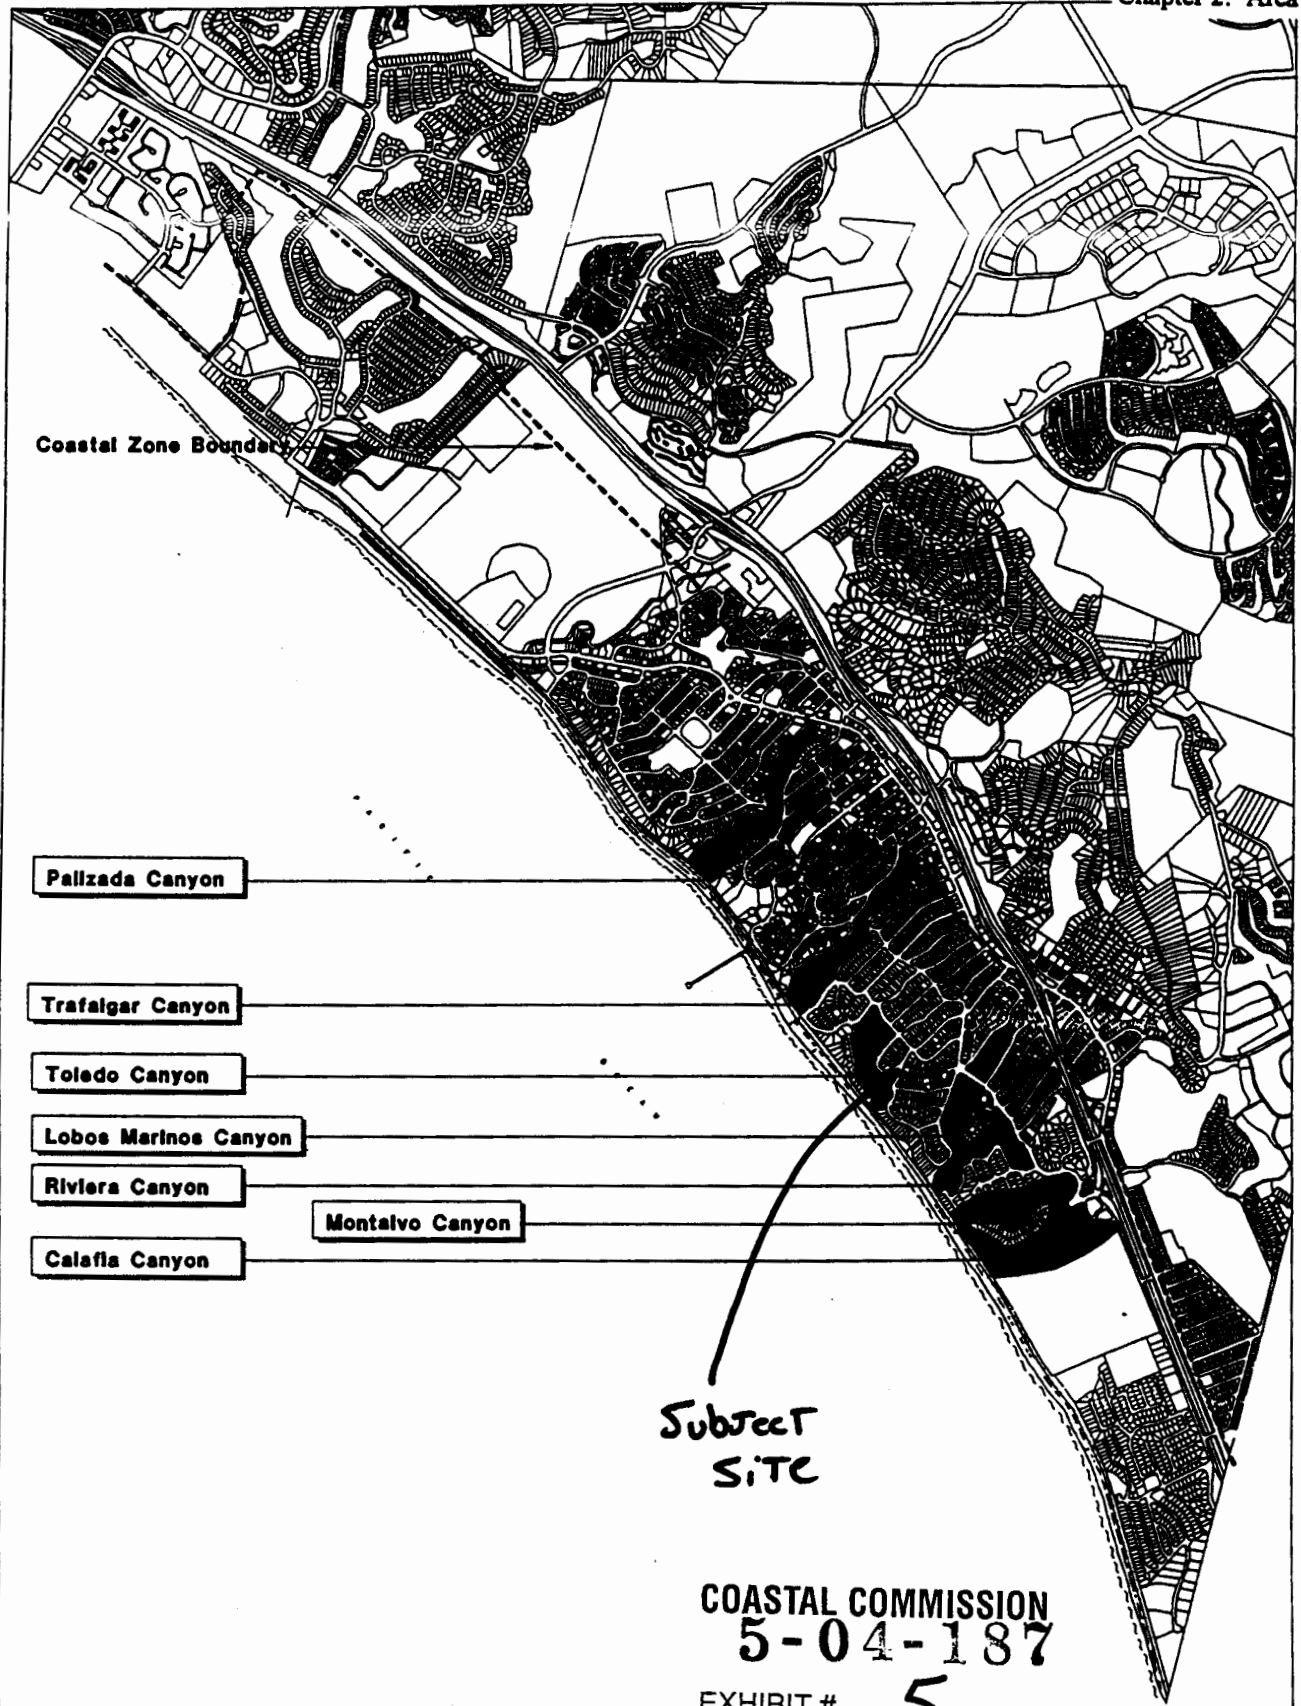 Chapter 2: Area
Coastal Zone Boundary
Palizada Canyon
Trafalgar Canyon
Toledo Canyon
Lobos Marinos Canyon
Riviera Canyon
Montalvo Canyon
Calafia Canyon
Subject
Site
COASTAL COMMISSION
5-04-187
EXHIBIT # 5